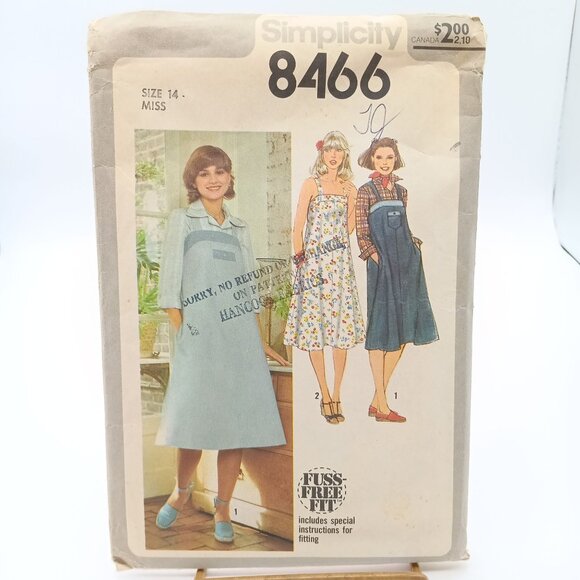 Simplicity
$2.00
CANADA 2.10
8466
SIZE 14 -
MISS
SORRY, NO REFUND OR EXCHANGE
ON PATTERNS
HANCOCK FABRICS
2
1
1
FUSS-
FREE
FIT
includes special
instructions for
fitting